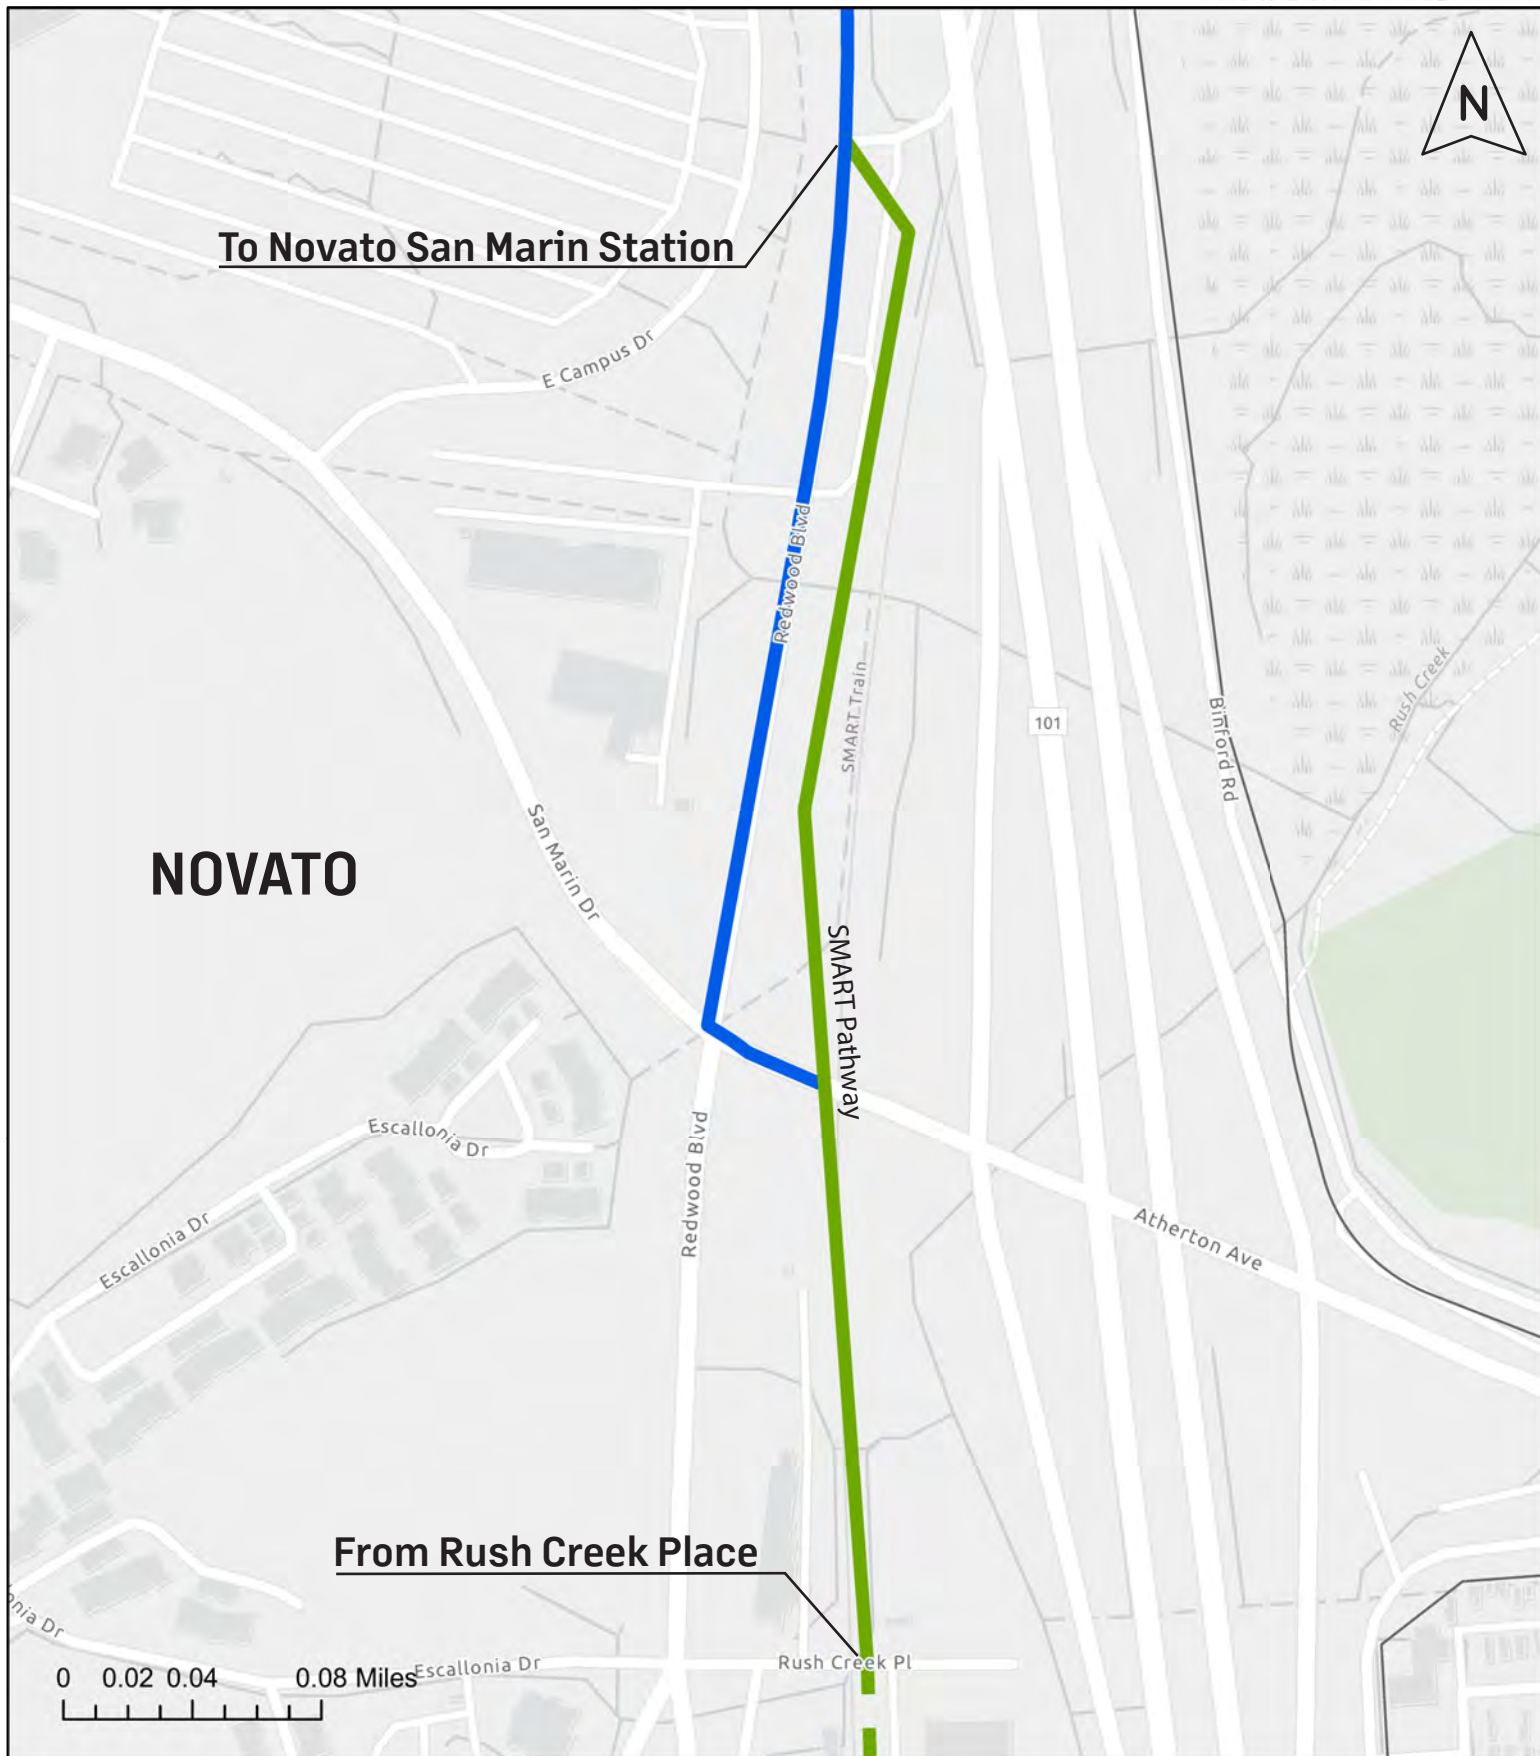 N
To Novato San Marin Station
E Campus Dr
Redwood Blvd
SMART Train
Rush Creek
101
Binford Rd
San Marin Dr
NOVATO
SMART Pathway
Escallonia Dr
Redwood Blvd
Escallonia Dr
Atherton Ave
From Rush Creek Place
onia Dr
Escallonia Dr
Rush Creek Pl
0 0.02 0.04 0.08 Miles